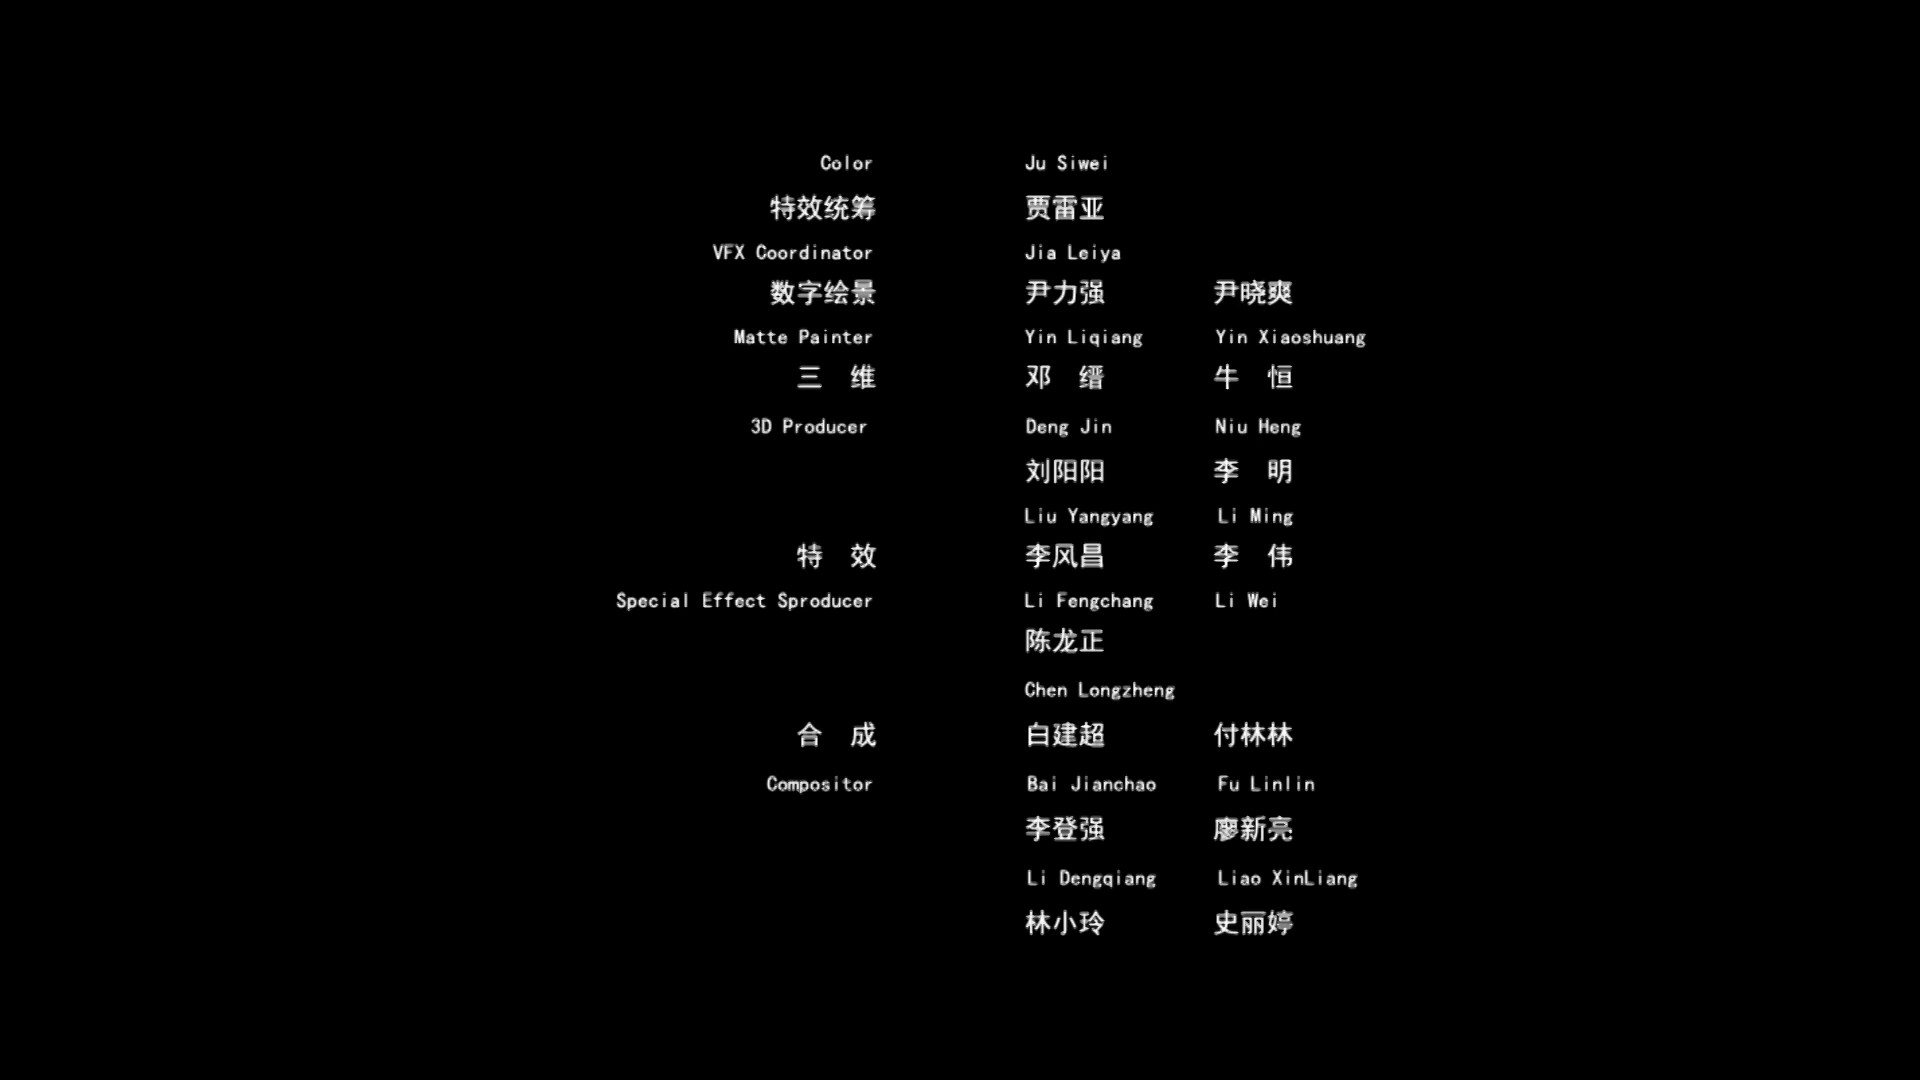 Color Ju Siwei
特效统筹 贾雷亚
VFX Coordinator Jia Leiya
数字绘景 尹力强 尹晓爽
Matte Painter Yin Liqiang Yin Xiaoshuang
三 维 邓 缙 牛 恒
3D Producer Deng Jin Niu Heng
刘阳阳 李 明
Liu Yangyang Li Ming
特 效 李风昌 李 伟
Special Effect Sproducer Li Fengchang Li Wei
陈龙正
Chen Longzheng
合 成 白建超 付林林
Compositor Bai Jianchao Fu Linlin
李登强 廖新亮
Li Dengqiang Liao XinLiang
林小玲 史丽婷